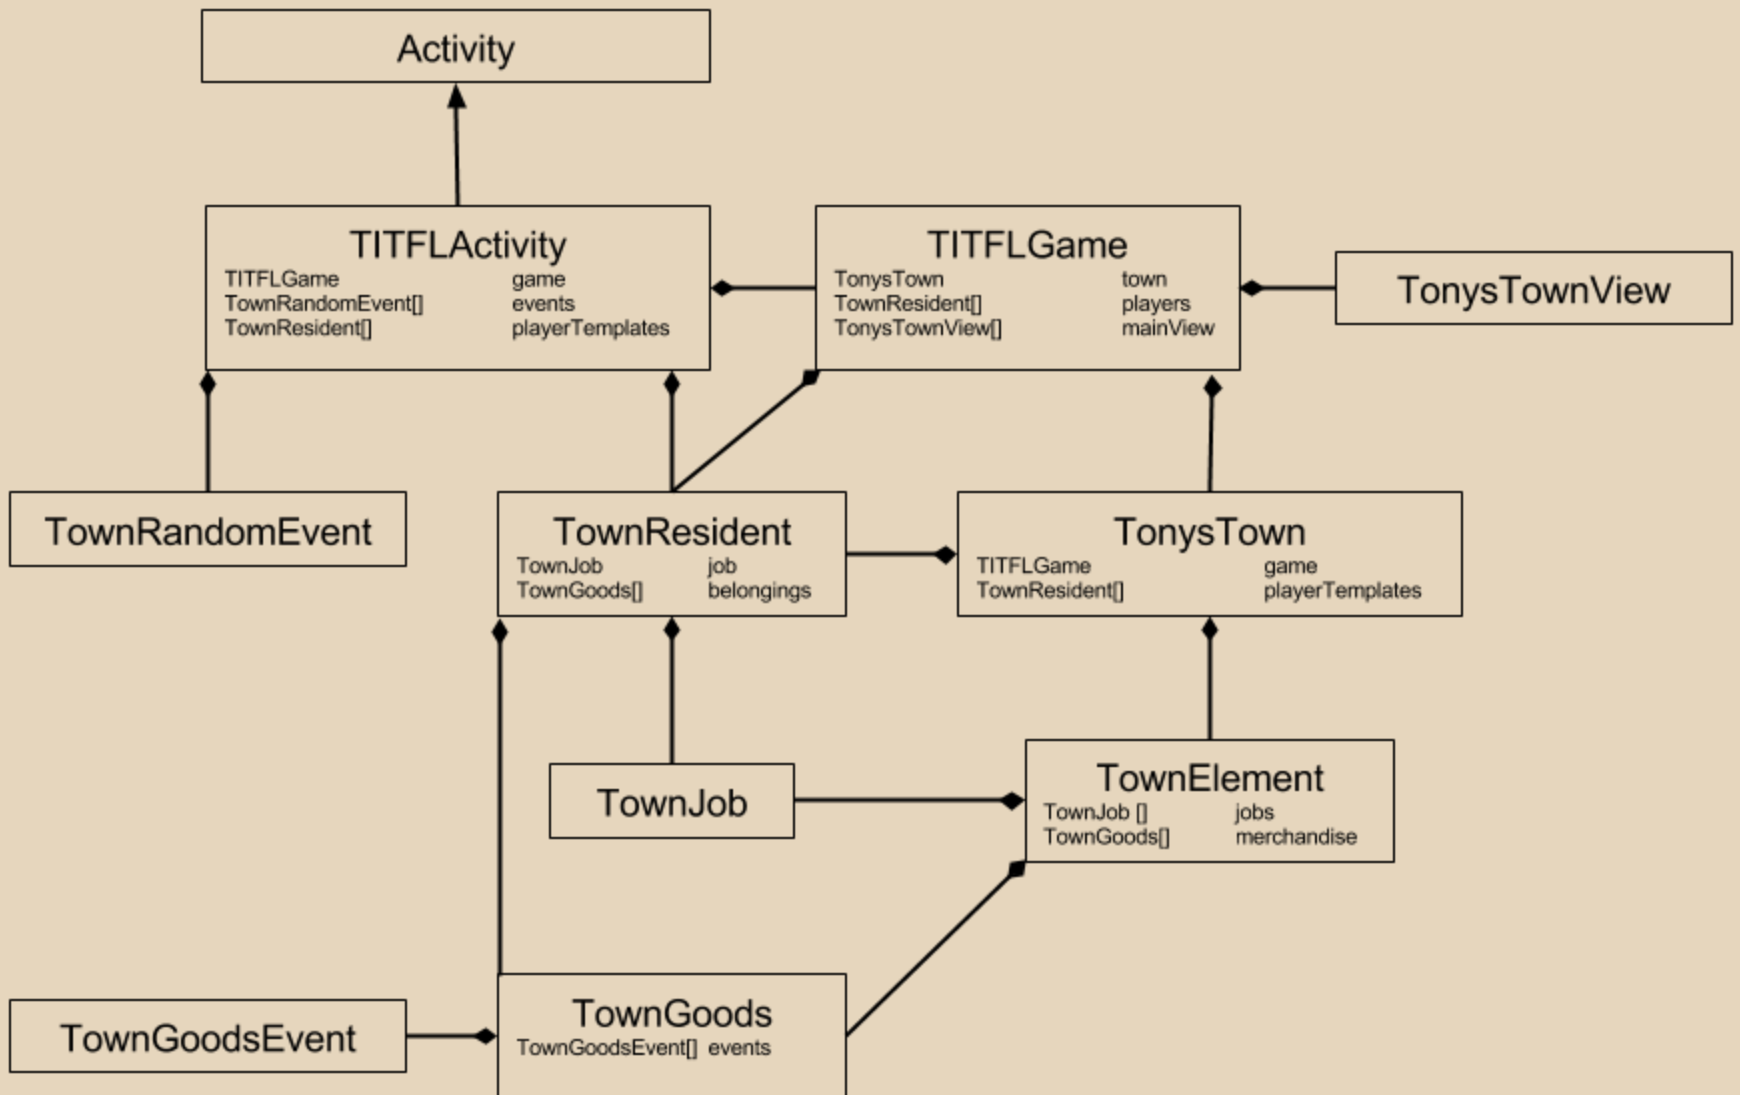 Activity
TITFLActivity
TITFLGame game
TownRandomEvent[] events
TownResident[] playerTemplates
TITFLGame
TonysTown town
TownResident[] players
TonysTownView[] mainView
TonysTownView
TownRandomEvent
TownResident
TownJob job
TownGoods[] belongings
TonysTown
TITFLGame game
TownResident[] playerTemplates
TownJob
TownElement
TownJob [] jobs
TownGoods[] merchandise
TownGoodsEvent
TownGoods
TownGoodsEvent[] events